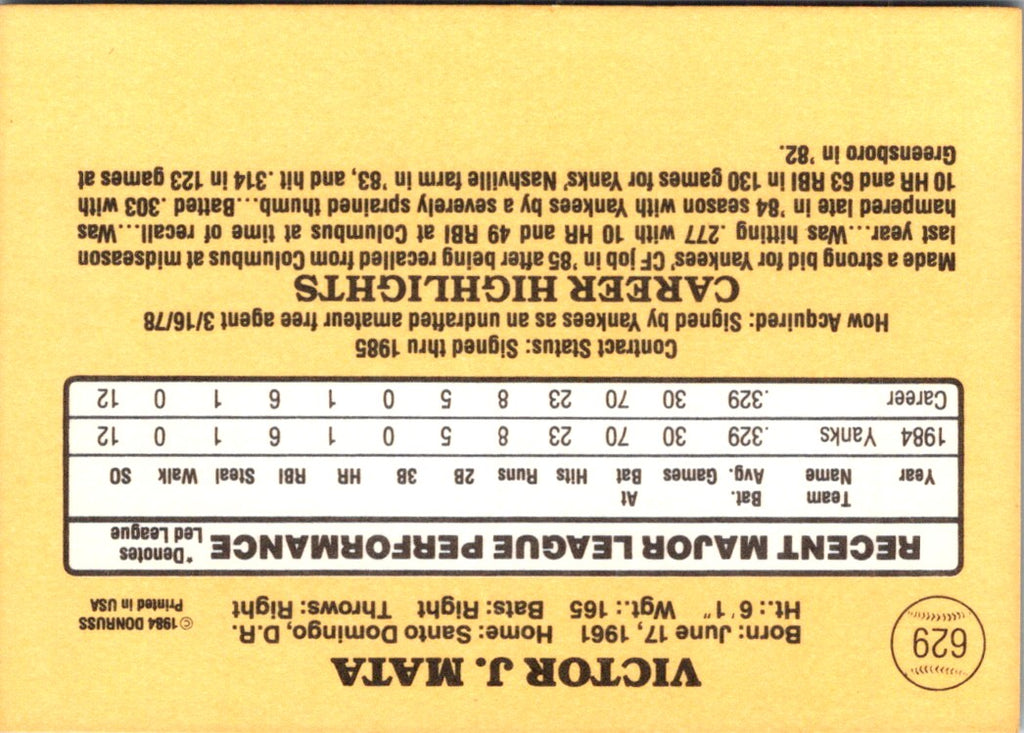 629
VICTOR J. MATA
Born: June 17, 1961 Home: Santo Domingo, D.R.
Ht.: 6'1" Wgt.: 165 Bats: Right Throws: Right
©1984 DONRUSS
Printed in USA
RECENT MAJOR LEAGUE PERFORMANCE *Denotes Led League
Year Team Name Bat. Avg. Games At Bat Hits Runs 2B 3B HR RBI Steal Walk SO
1984 Yanks .329 30 70 23 8 5 0 1 6 1 0 12
Career .329 30 70 23 8 5 0 1 6 1 0 12
Contract Status: Signed thru 1985
How Acquired: Signed by Yankees as an undrafted amateur free agent 3/16/78
CAREER HIGHLIGHTS
Made a strong bid for Yankees' CF job in '85 after being recalled from Columbus at midseason
last year...Was hitting .277 with 10 HR and 49 RBI at Columbus at time of recall...Was
hampered late in '84 season with Yankees by a severely sprained thumb...Batted .303 with
10 HR and 63 RBI in 130 games for Yanks' Nashville farm in '83, and hit .314 in 123 games at
Greensboro in '82.